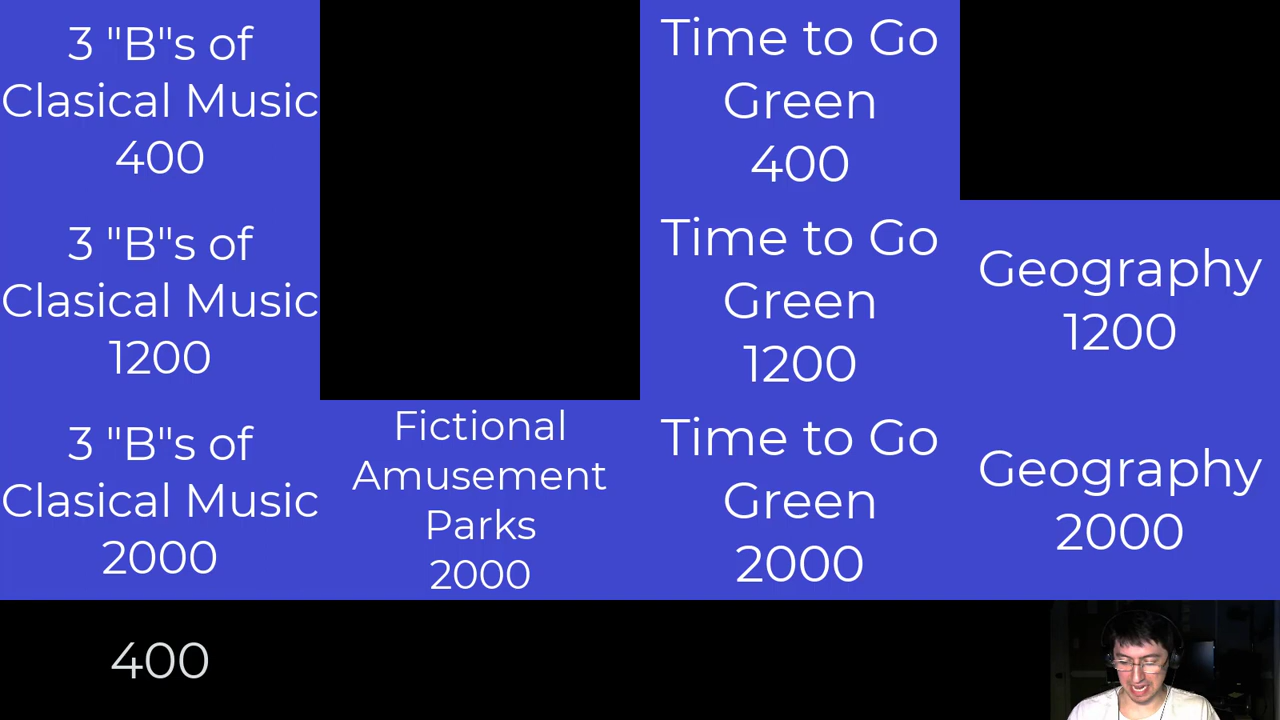 3 "B"s of
Clasical Music
400
Time to Go
Green
400
3 "B"s of
Clasical Music
1200
Time to Go
Green
1200
Geography
1200
3 "B"s of
Clasical Music
2000
Fictional
Amusement
Parks
2000
Time to Go
Green
2000
Geography
2000
400